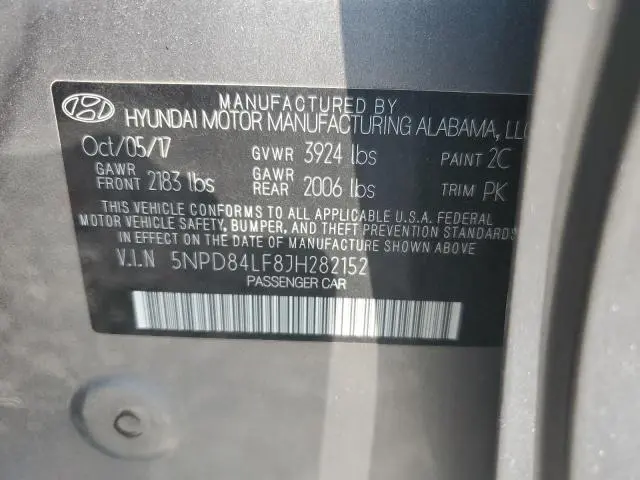 MANUFACTURED BY
HYUNDAI MOTOR MANUFACTURING ALABAMA, LLC
Oct/05/17 GVWR 3924 lbs PAINT 2C
GAWR FRONT 2183 lbs GAWR REAR 2006 lbs TRIM PK
THIS VEHICLE CONFORMS TO ALL APPLICABLE U.S.A. FEDERAL
MOTOR VEHICLE SAFETY, BUMPER, AND THEFT PREVENTION STANDARDS
IN EFFECT ON THE DATE OF MANUFACTURE SHOWN ABOVE.
V.I.N 5NPD84LF8JH282152
PASSENGER CAR